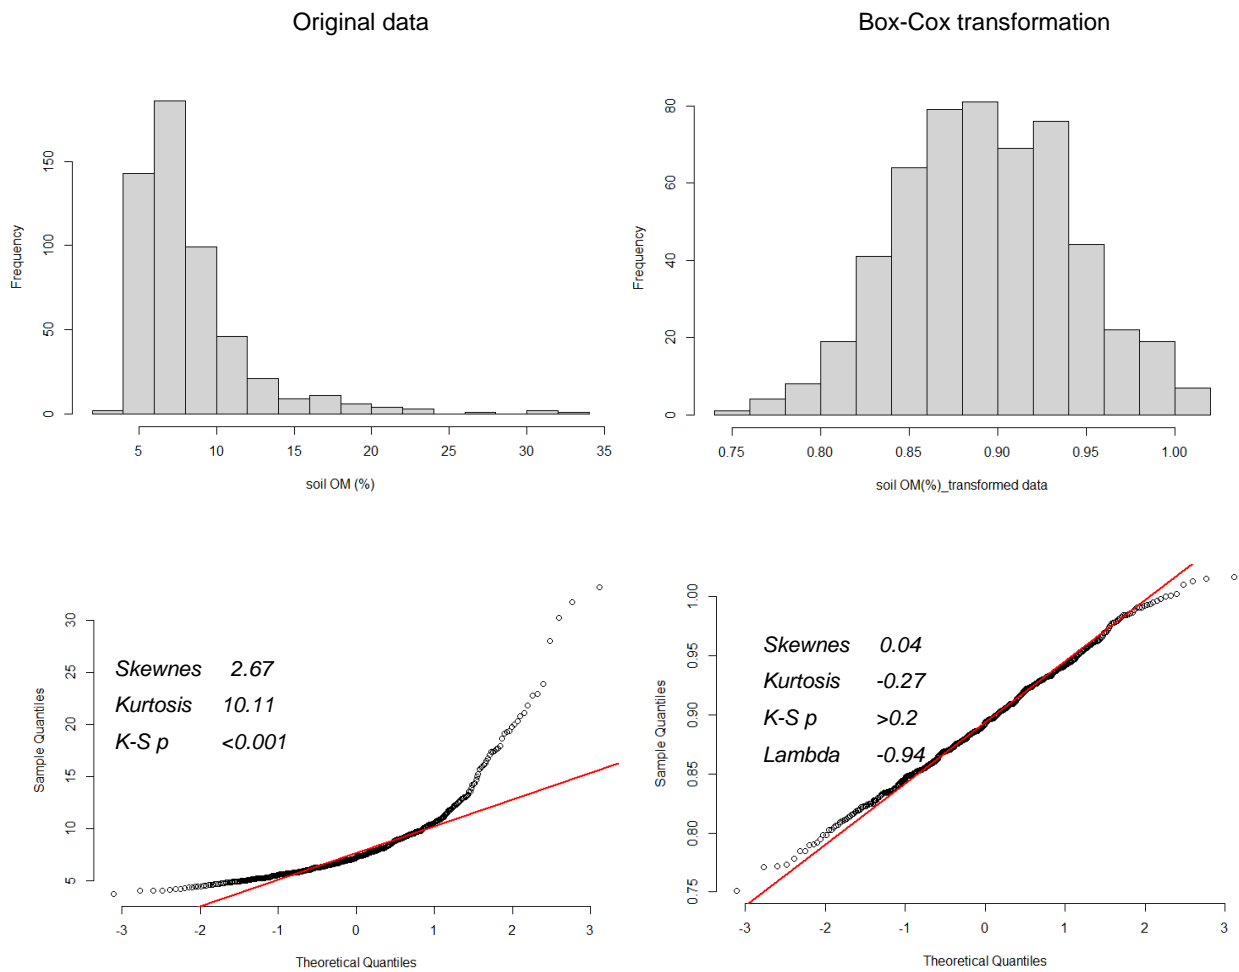 Original data
Box-Cox transformation
Frequency
0
50
100
150
5
10
15
20
25
30
35
soil OM (%)
Frequency
0
20
40
60
80
0.75
0.80
0.85
0.90
0.95
1.00
soil OM(%)_transformed data
Sample Quantiles
5
10
15
20
25
30
Skewnes 2.67
Kurtosis 10.11
K-S p <0.001
-3
-2
-1
0
1
2
3
Theoretical Quantiles
Sample Quantiles
0.75
0.80
0.85
0.90
0.95
1.00
Skewnes 0.04
Kurtosis -0.27
K-S p >0.2
Lambda -0.94
-3
-2
-1
0
1
2
3
Theoretical Quantiles